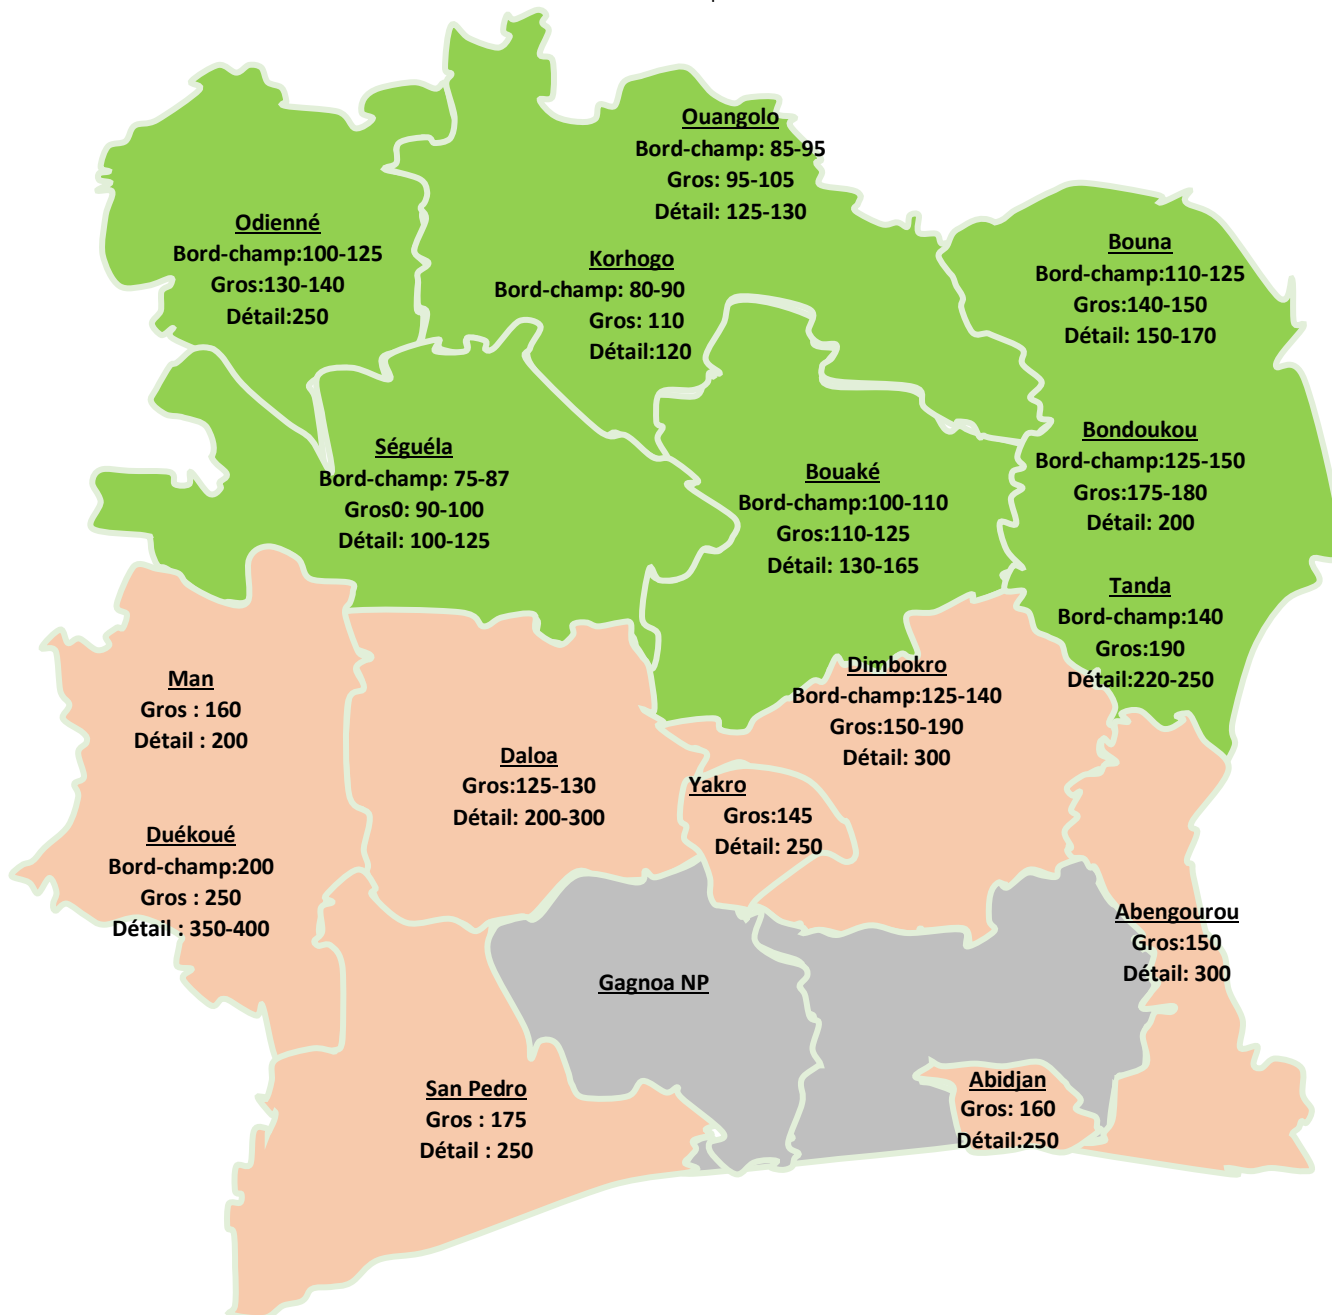 Ouangolo
Bord-champ: 85-95
Gros: 95-105
Détail: 125-130
Odienné
Bord-champ:100-125
Gros:130-140
Détail:250
Korhogo
Bord-champ: 80-90
Gros: 110
Détail:120
Bouna
Bord-champ:110-125
Gros:140-150
Détail: 150-170
Séguéla
Bord-champ: 75-87
Gros0: 90-100
Détail: 100-125
Bouaké
Bord-champ:100-110
Gros:110-125
Détail: 130-165
Bondoukou
Bord-champ:125-150
Gros:175-180
Détail: 200
Tanda
Bord-champ:140
Gros:190
Détail:220-250
Man
Gros : 160
Détail : 200
Dimbokro
Bord-champ:125-140
Gros:150-190
Détail: 300
Daloa
Gros:125-130
Détail: 200-300
Yakro
Gros:145
Détail: 250
Duékoué
Bord-champ:200
Gros : 250
Détail : 350-400
Abengourou
Gros:150
Détail: 300
Gagnoa NP
San Pedro
Gros : 175
Détail : 250
Abidjan
Gros: 160
Détail:250